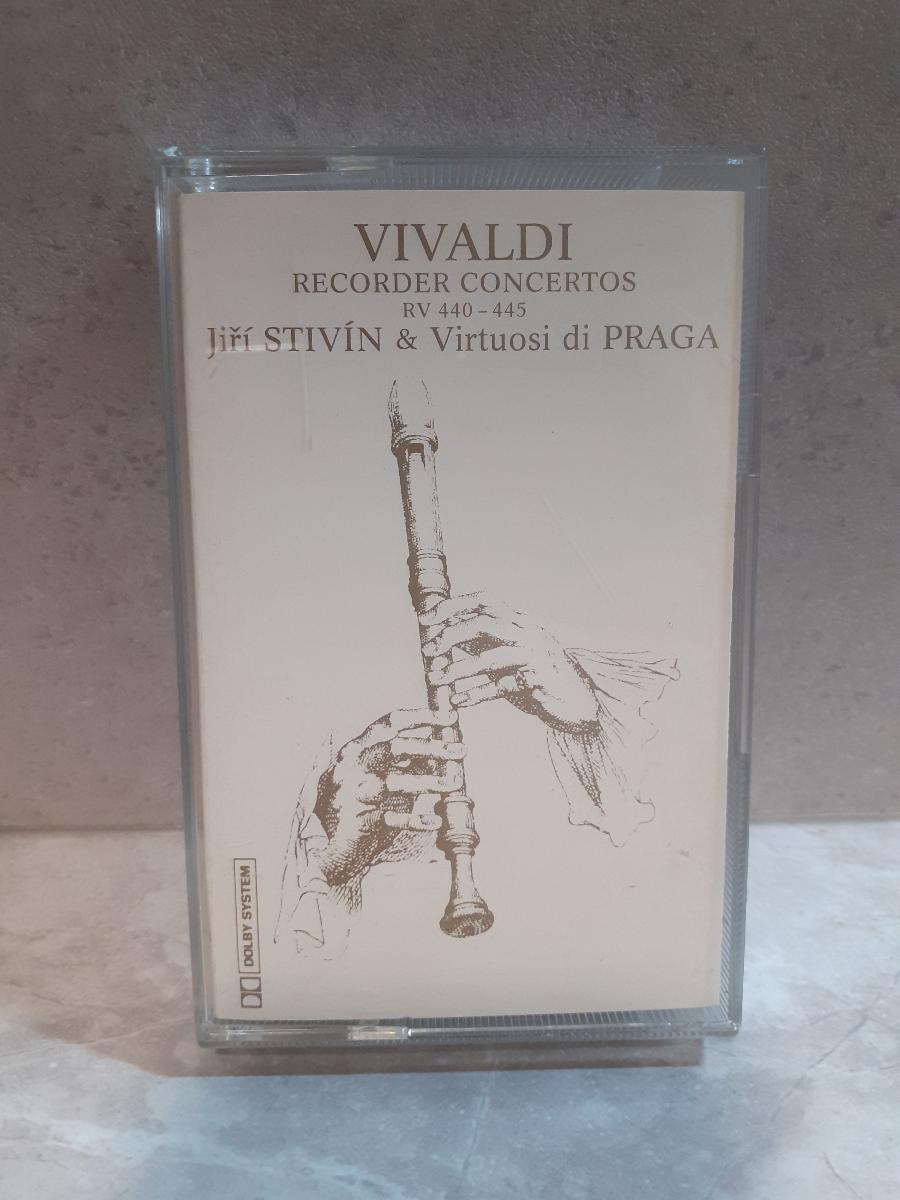 VIVALDI
RECORDER CONCERTOS
RV 440 – 445
Jiří STIVÍN & Virtuosi di PRAGA
DOLBY SYSTEM